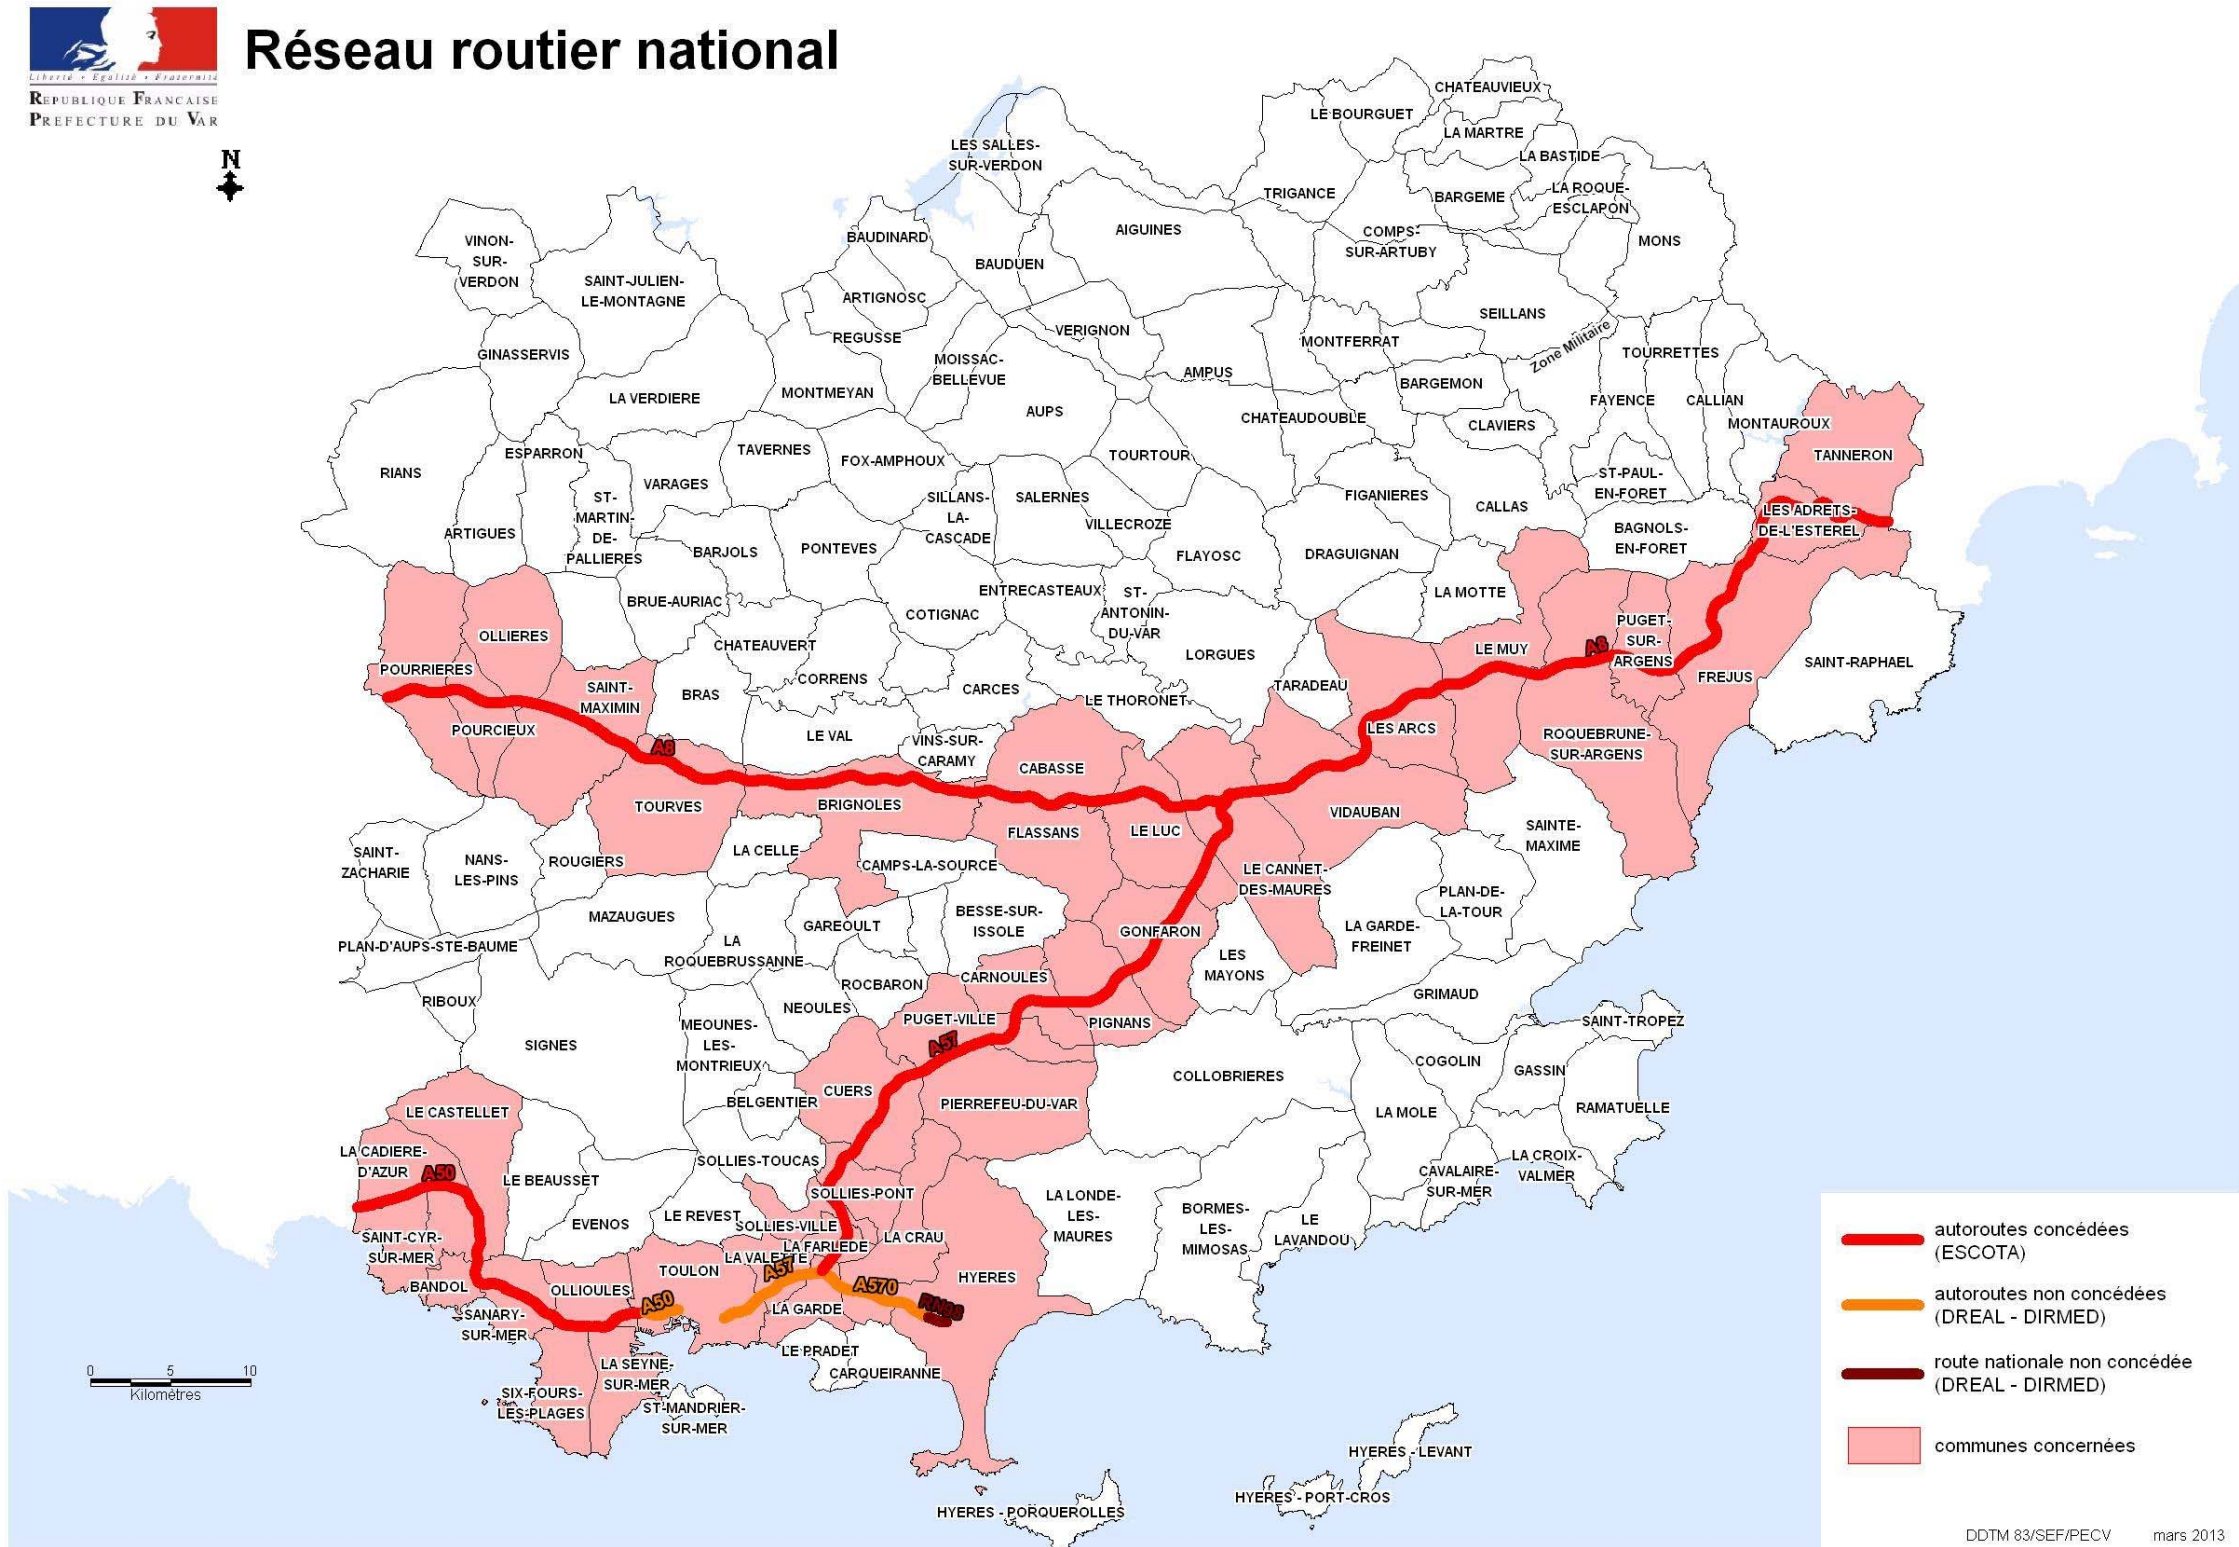 Réseau routier national
Liberté • Egalité • Fraternité
REPUBLIQUE FRANCAISE
PREFECTURE DU VAR
N
CHATEAUVIEUX
LE BOURGUET
LA MARTRE
LES SALLES-
SUR-VERDON
LA BASTIDE
TRIGANCE
BARGEME
LA ROQUE-
ESCLAPON
AIGUINES
BAUDINARD
COMPS-
SUR-ARTUBY
MONS
VINON-
SUR-
VERDON
BAUDUEN
SAINT-JULIEN-
LE-MONTAGNE
ARTIGNOSC
SEILLANS
REGUSSE
VERIGNON
MONTFERRAT
Zone Militaire
TOURRETTES
GINASSERVIS
MOISSAC-
BELLEVUE
AMPUS
BARGEMON
LA VERDIERE
MONTMEYAN
FAYENCE
CALLIAN
AUPS
CHATEAUDOUBLE
CLAVIERS
MONTAUROUX
ESPARRON
TAVERNES
FOX-AMPHOUX
TOURTOUR
TANNERON
RIANS
VARAGES
ST-PAUL-
EN-FORET
ST-
MARTIN-
DE-
PALLIERES
SILLANS-
LA-
CASCADE
SALERNES
FIGANIERES
CALLAS
LES ADRETS-
DE-L'ESTEREL
ARTIGUES
VILLECROZE
BAGNOLS-
EN-FORET
BARJOLS
PONTEVES
FLAYOSC
DRAGUIGNAN
BRUE-AURIAC
ENTRECASTEAUX
ST-
ANTONIN-
DU-VAR
LA MOTTE
COTIGNAC
PUGET-
SUR-
ARGENS
OLLIERES
CHATEAUVERT
LORGUES
LE MUY
A8
SAINT-RAPHAEL
POURRIERES
CORRENS
CARCES
TARADEAU
FREJUS
SAINT-
MAXIMIN
BRAS
LE THORONET
POURCIEUX
LE VAL
VINS-SUR-
CARAMY
LES ARCS
ROQUEBRUNE-
SUR-ARGENS
A8
CABASSE
TOURVES
BRIGNOLES
VIDAUBAN
FLASSANS
LE LUC
SAINTE-
MAXIME
SAINT-
ZACHARIE
NANS-
LES-PINS
ROUGIERS
LA CELLE
CAMPS-LA-SOURCE
LE CANNET-
DES-MAURES
PLAN-DE-
LA-TOUR
MAZAUGUES
GAREOULT
BESSE-SUR-
ISSOLE
GONFARON
LA GARDE-
FREINET
PLAN-D'AUPS-STE-BAUME
LA
ROQUEBRUSSANNE
LES
MAYONS
CARNOULES
ROCBARON
RIBOUX
NEOULES
GRIMAUD
PUGET-VILLE
PIGNANS
SAINT-TROPEZ
SIGNES
MEOUNES-
LES-
MONTRIEUX
A57
COGOLIN
GASSIN
COLLOBRIERES
CUERS
BELGENTIER
PIERREFEU-DU-VAR
LE CASTELLET
LA MOLE
RAMATUELLE
LA CADIERE-
D'AZUR
A50
SOLLIES-TOUCAS
LA CROIX-
VALMER
LE BEAUSSET
CAVALAIRE-
SUR-MER
SOLLIES-PONT
LA LONDE-
LES-
MAURES
BORMES-
LES-
MIMOSAS
LE
LAVANDOU
LE REVEST
EVENOS
SOLLIES-VILLE
SAINT-CYR-
SUR-MER
LA FARLEDE
LA CRAU
LA VALETTE
TOULON
A57
HYERES
BANDOL
OLLIOULES
A570
A50
RN98
LA GARDE
SANARY-
SUR-MER
LE PRADET
LA SEYNE-
SUR-MER
CARQUEIRANNE
SIX-FOURS-
LES-PLAGES
ST-MANDRIER-
SUR-MER
HYERES - LEVANT
HYERES - PORT-CROS
HYERES - PORQUEROLLES
0 5 10
Kilomètres
autoroutes concédées
(ESCOTA)
autoroutes non concédées
(DREAL - DIRMED)
route nationale non concédée
(DREAL - DIRMED)
communes concernées
DDTM 83/SEF/PECV mars 2013